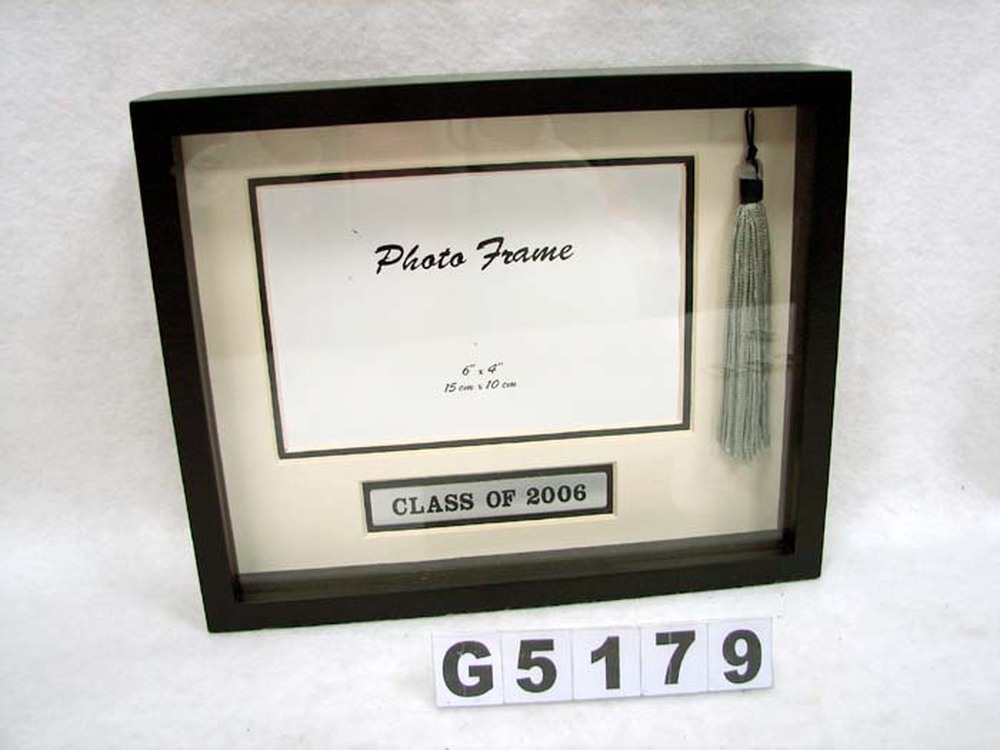 Photo Frame
6" x 4"
15 cm x 10 cm
CLASS OF 2006
G5179